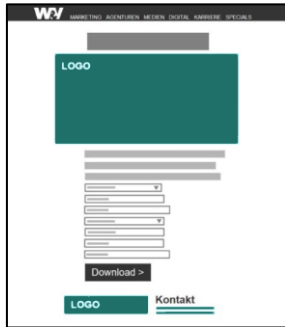 W&V MARKETING AGENTUREN MEDIEN DIGITAL KARRIERE SPECIALS
LOGO
Download >
LOGO
Kontakt